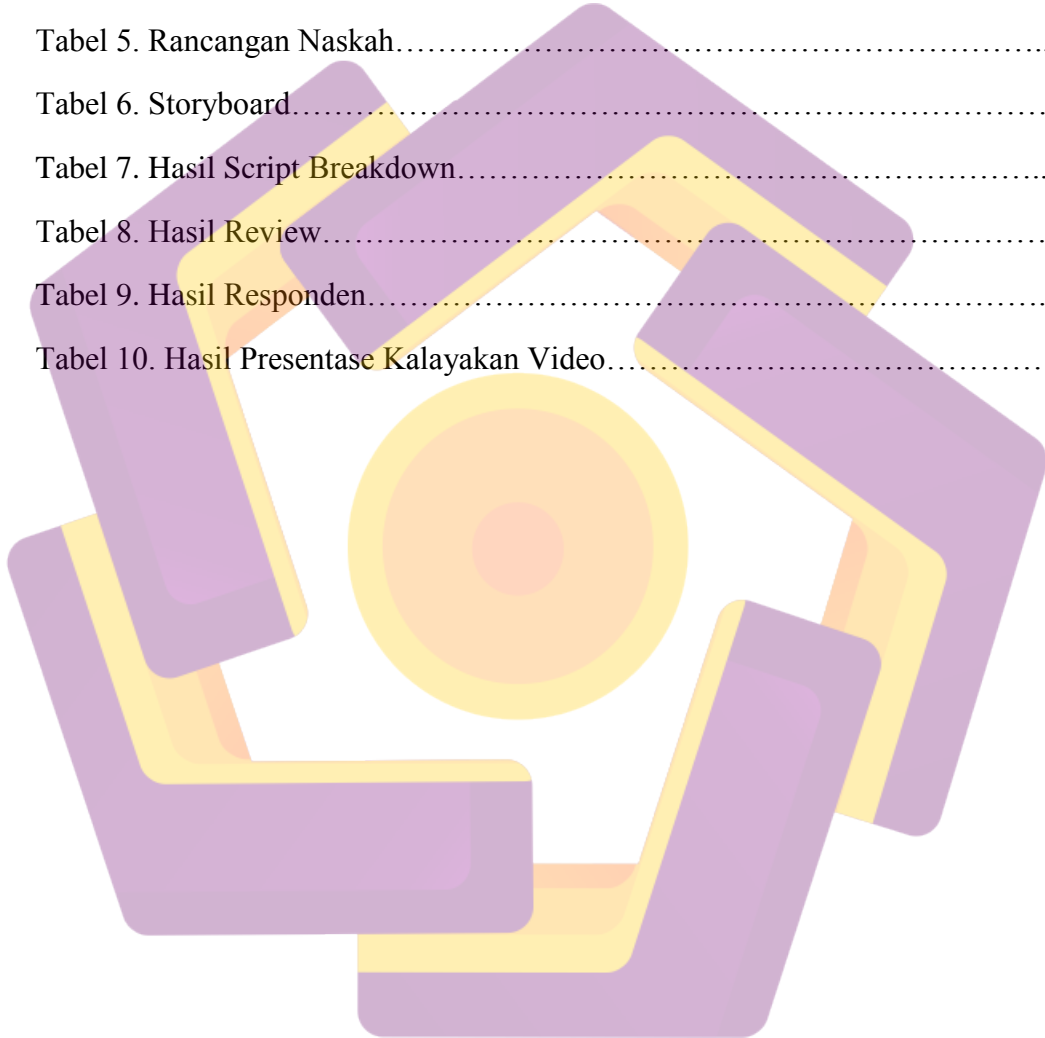 Tabel 5. Rancangan Naskah………………………………………………………………..
Tabel 6. Storyboard…………………………………………………………………………
Tabel 7. Hasil Script Breakdown…………………………………………………………..
Tabel 8. Hasil Review………………………………………………………………………
Tabel 9. Hasil Responden…………………………………………………………………..
Tabel 10. Hasil Presentase Kalayakan Video………………………………………………